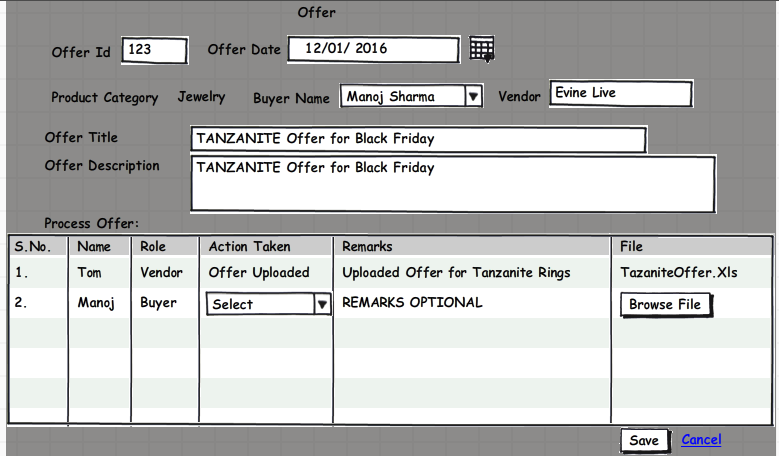 Offer
Offer Id 123 Offer Date 12/01/ 2016
Product Category Jewelry Buyer Name Manoj Sharma Vendor Evine Live
Offer Title TANZANITE Offer for Black Friday
Offer Description TANZANITE Offer for Black Friday
Process Offer:
S.No. Name Role Action Taken Remarks File
1. Tom Vendor Offer Uploaded Uploaded Offer for Tanzanite Rings TazaniteOffer.Xls
2. Manoj Buyer Select REMARKS OPTIONAL Browse File
Save Cancel